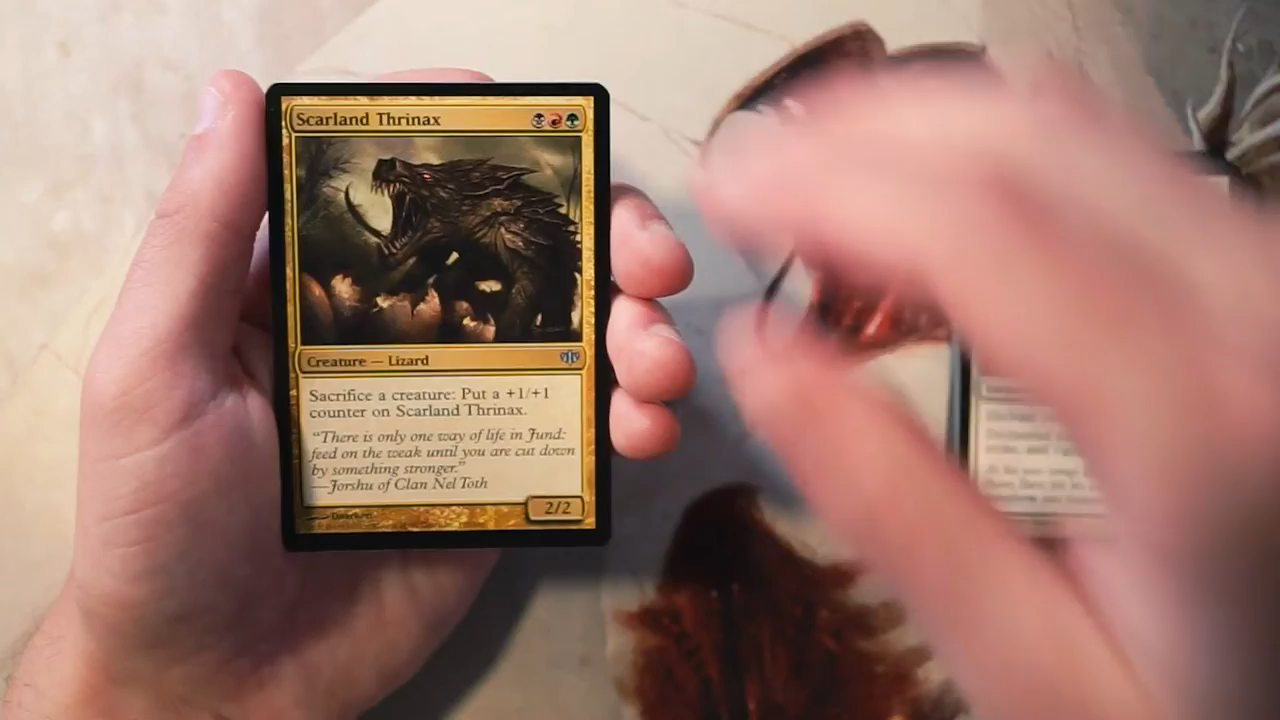 Scarland Thrinax
Creature — Lizard
Sacrifice a creature: Put a +1/+1
counter on Scarland Thrinax.
"There is only one way of life in Jund:
feed on the weak until you are cut down
by something stronger."
—Jorshu of Clan Nel Toth
2/2